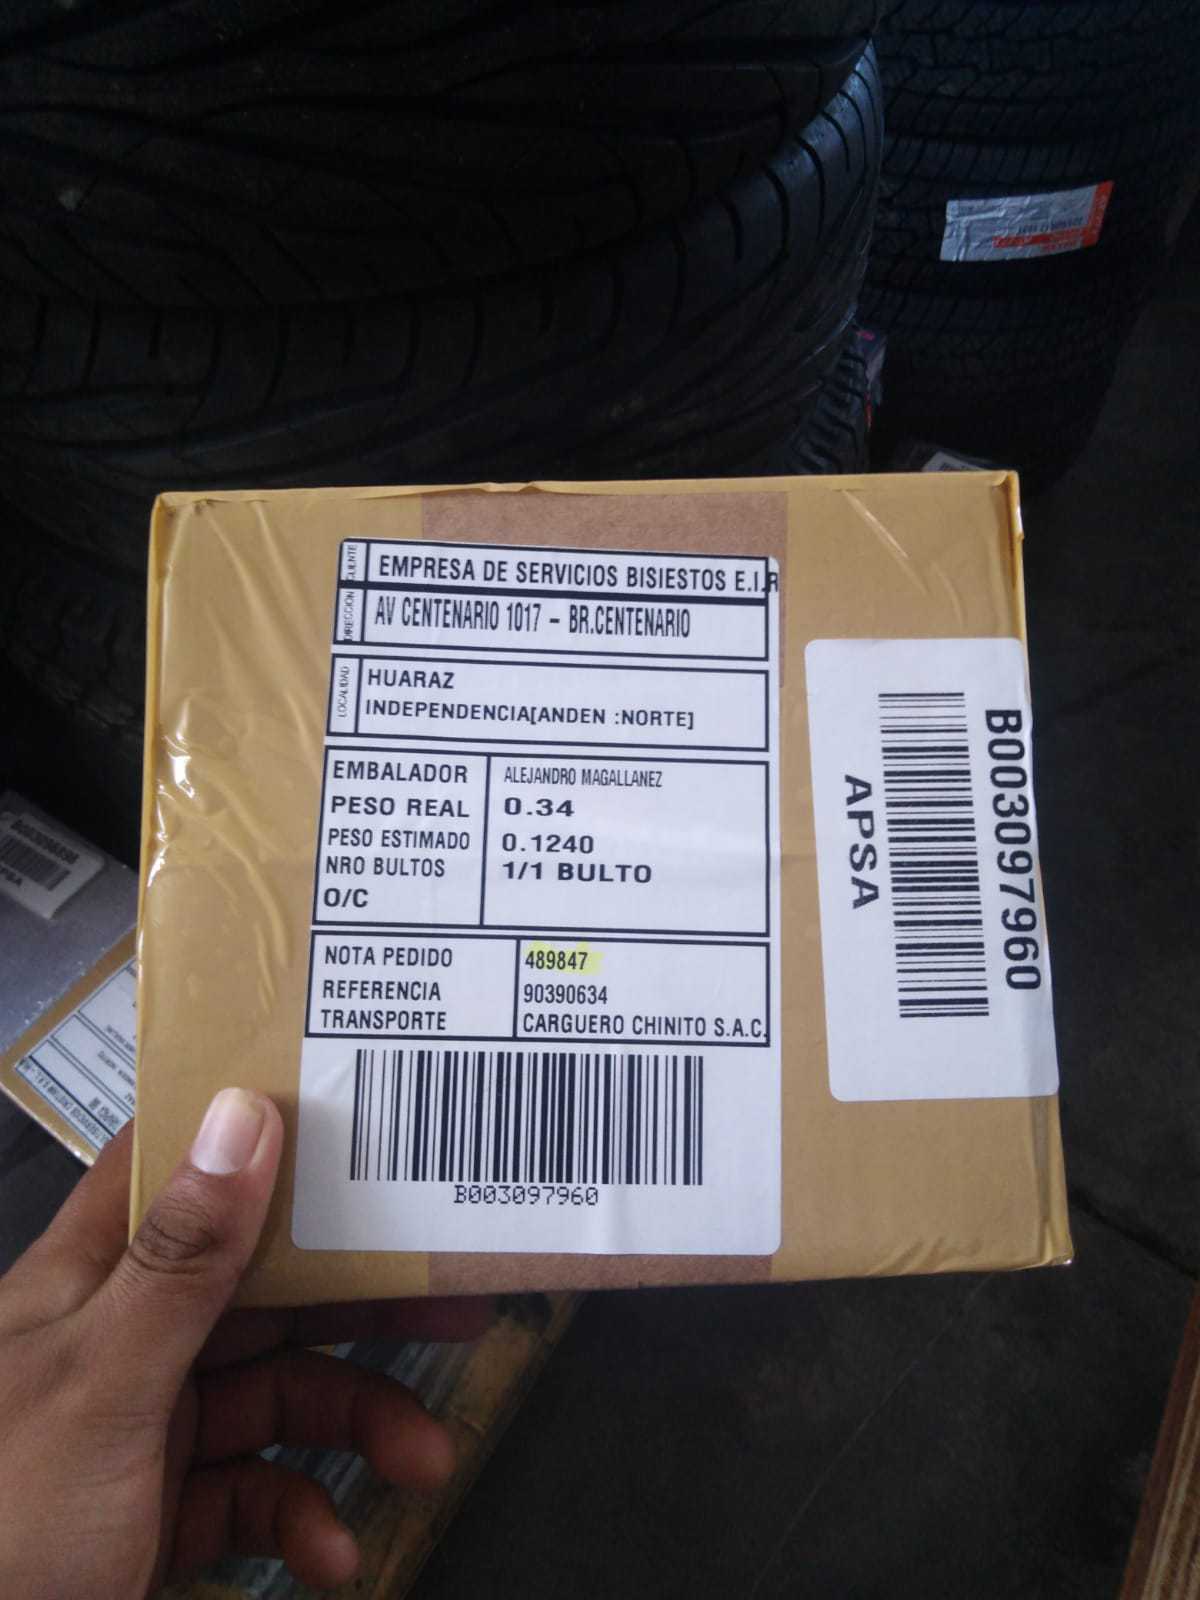 CLIENTE
EMPRESA DE SERVICIOS BISIESTOS E.I.R
DIRECCION
AV CENTENARIO 1017 - BR.CENTENARIO
LOCALIDAD
HUARAZ
INDEPENDENCIA[ANDEN :NORTE]
EMBALADOR ALEJANDRO MAGALLANEZ
PESO REAL 0.34
PESO ESTIMADO 0.1240
NRO BULTOS 1/1 BULTO
O/C
NOTA PEDIDO 489847
REFERENCIA 90390634
TRANSPORTE CARGUERO CHINITO S.A.C.
B003097960
B003097960
APSA
APSA